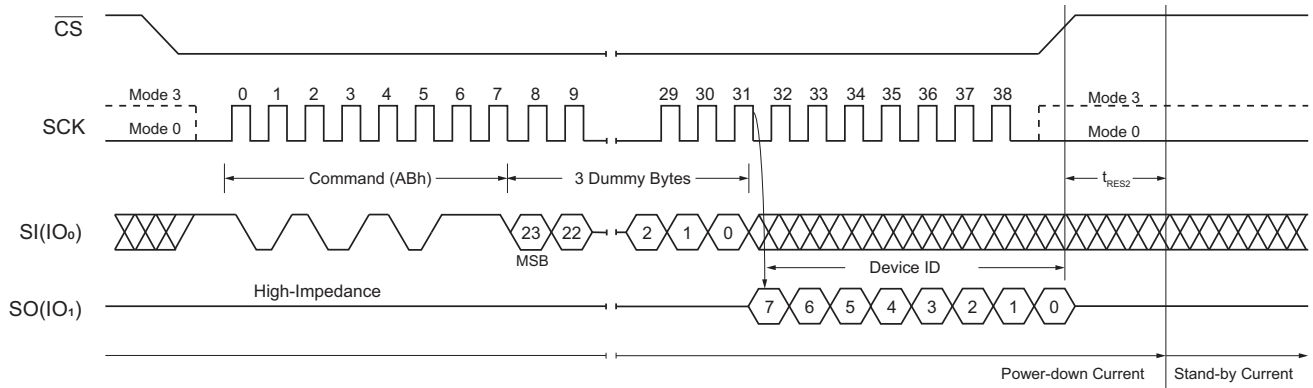 CS
0 1 2 3 4 5 6 7 8 9 29 30 31 32 33 34 35 36 37 38
Mode 3 Mode 3
SCK
Mode 0 Mode 0
Command (ABh) 3 Dummy Bytes tRES2
SI(IO₀) 23 22 2 1 0
MSB
Device ID
High-Impedance
SO(IO₁) 7 6 5 4 3 2 1 0
Power-down Current Stand-by Current